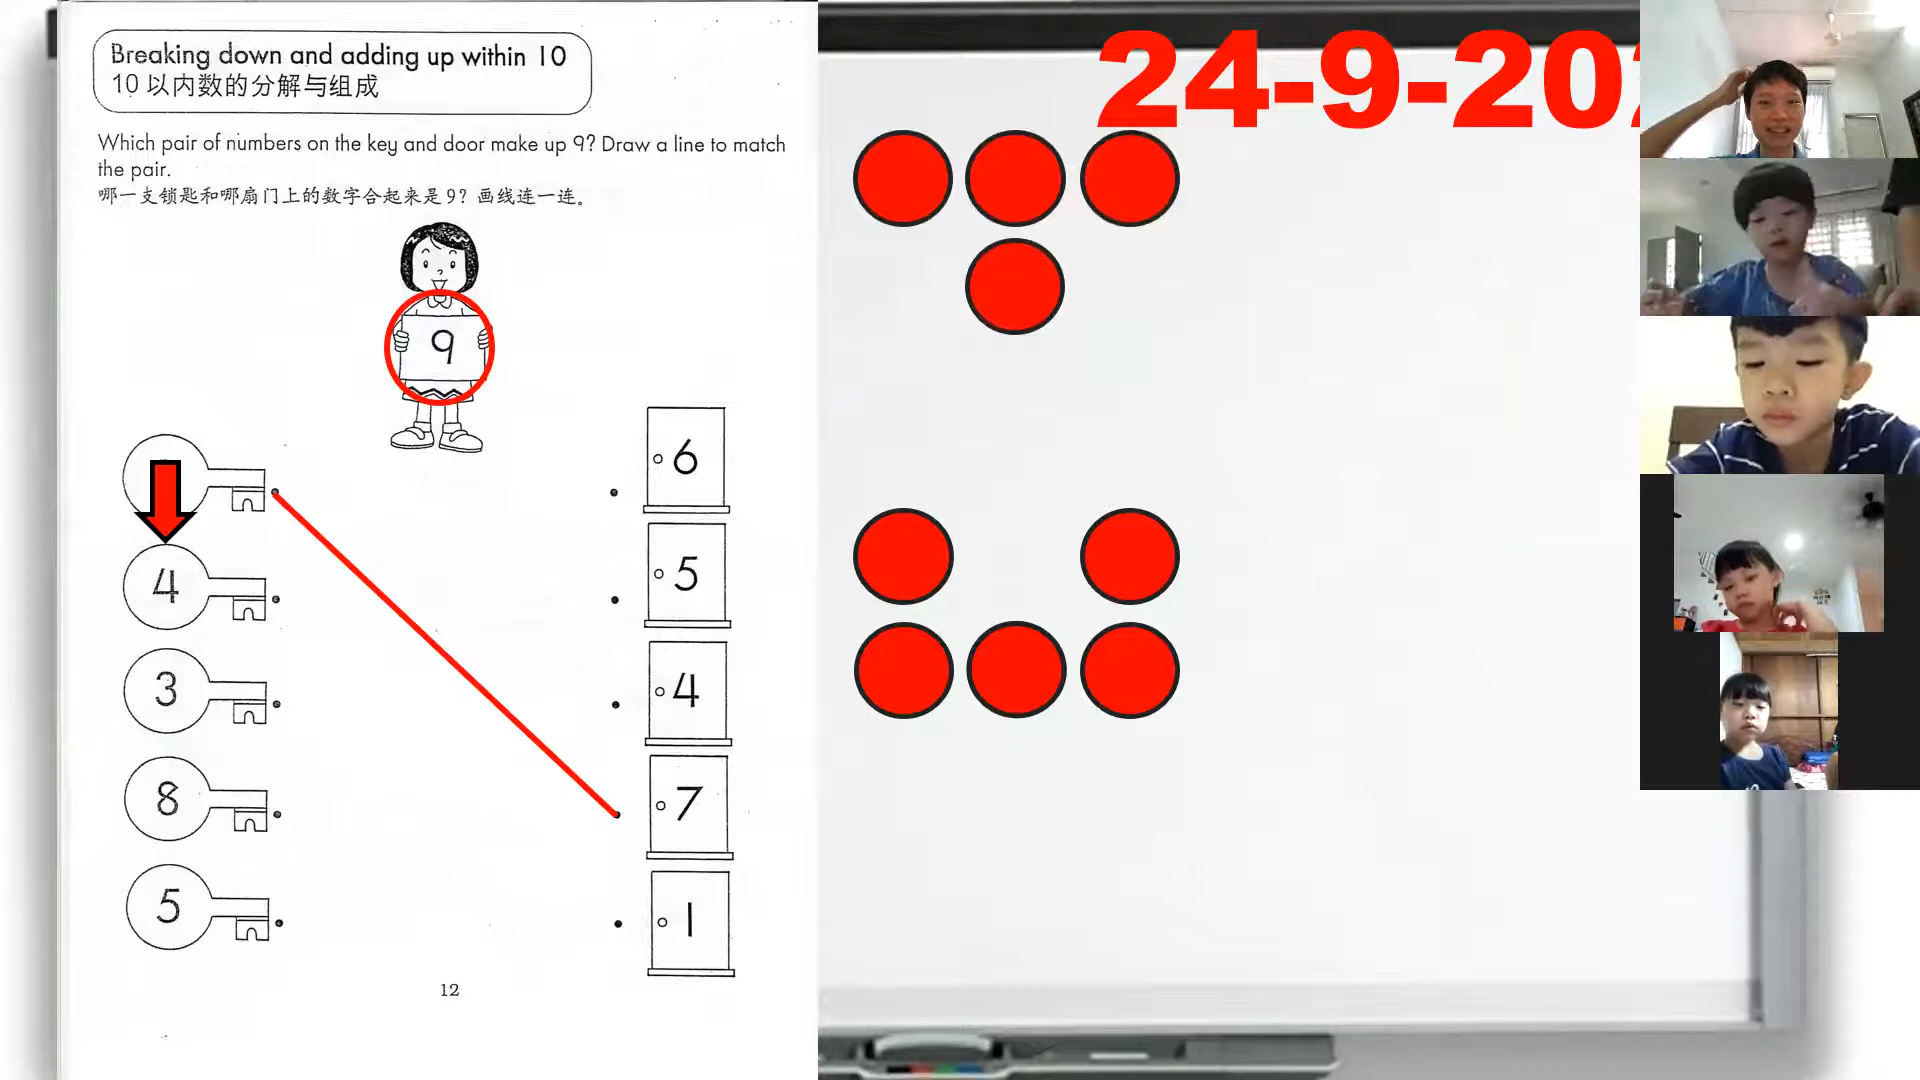 Breaking down and adding up within 10
10 以内数的分解与组成
Which pair of numbers on the key and door make up 9? Draw a line to match
the pair.
哪一支锁匙和哪扇门上的数字合起来是9? 画线连一连。
9
6
4
5
3
4
8
7
5
1
12
24-9-20